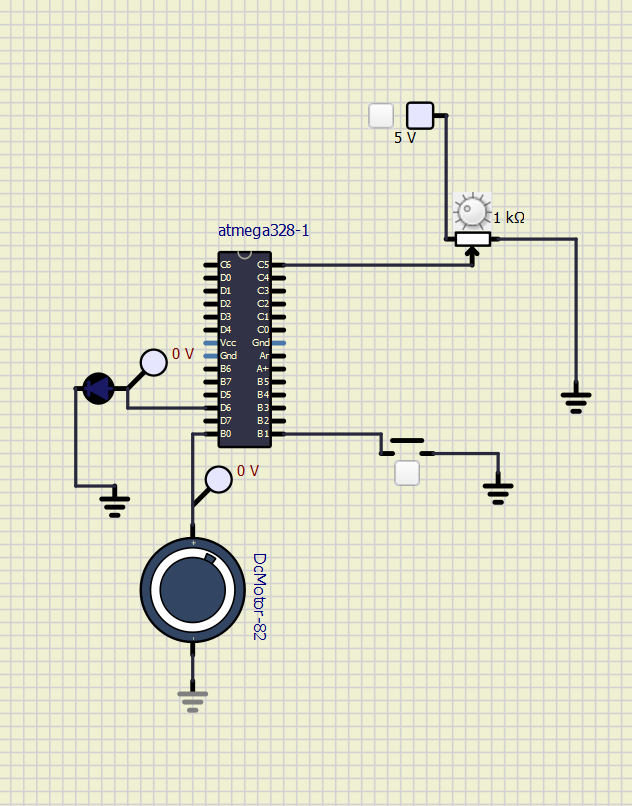 5 V
1 kΩ
atmega328-1
C6 C5
D0 C4
D1 C3
D2 C2
D3 C1
D4 C0
Vcc Gnd
Gnd Ar
B6 A+
B7 B5
D5 B4
D6 B3
D7 B2
B0 B1
0 V
0 V
DcMotor-82